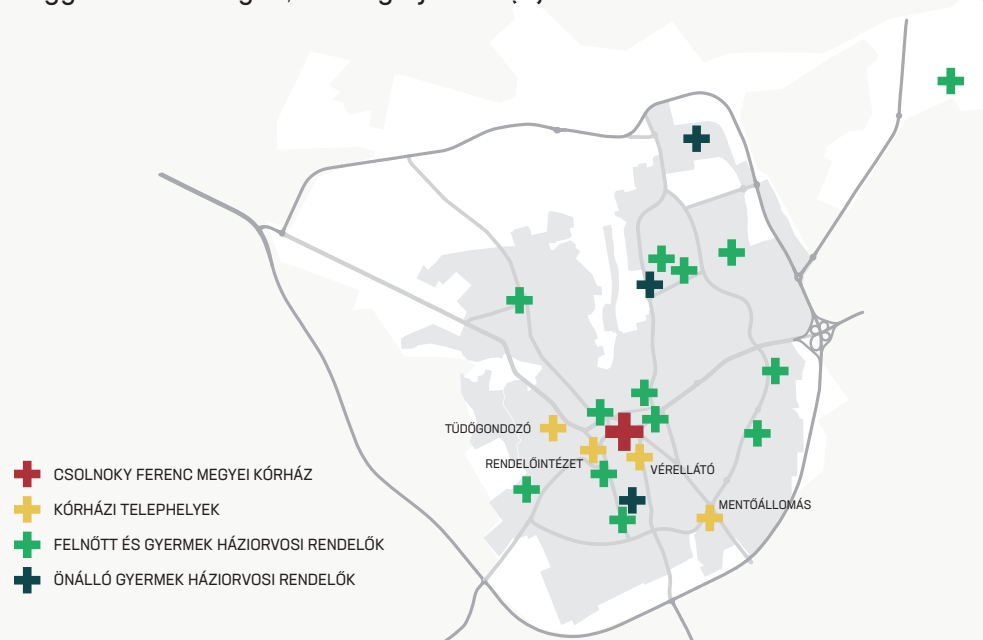 TÜDŐGONDOZÓ
RENDELŐINTÉZET
VÉRELLÁTÓ
MENTŐÁLLOMÁS
CSOLNOKY FERENC MEGYEI KÓRHÁZ
KÓRHÁZI TELEPHELYEK
FELNŐTT ÉS GYERMEK HÁZIORVOSI RENDELŐK
ÖNÁLLÓ GYERMEK HÁZIORVOSI RENDELŐK